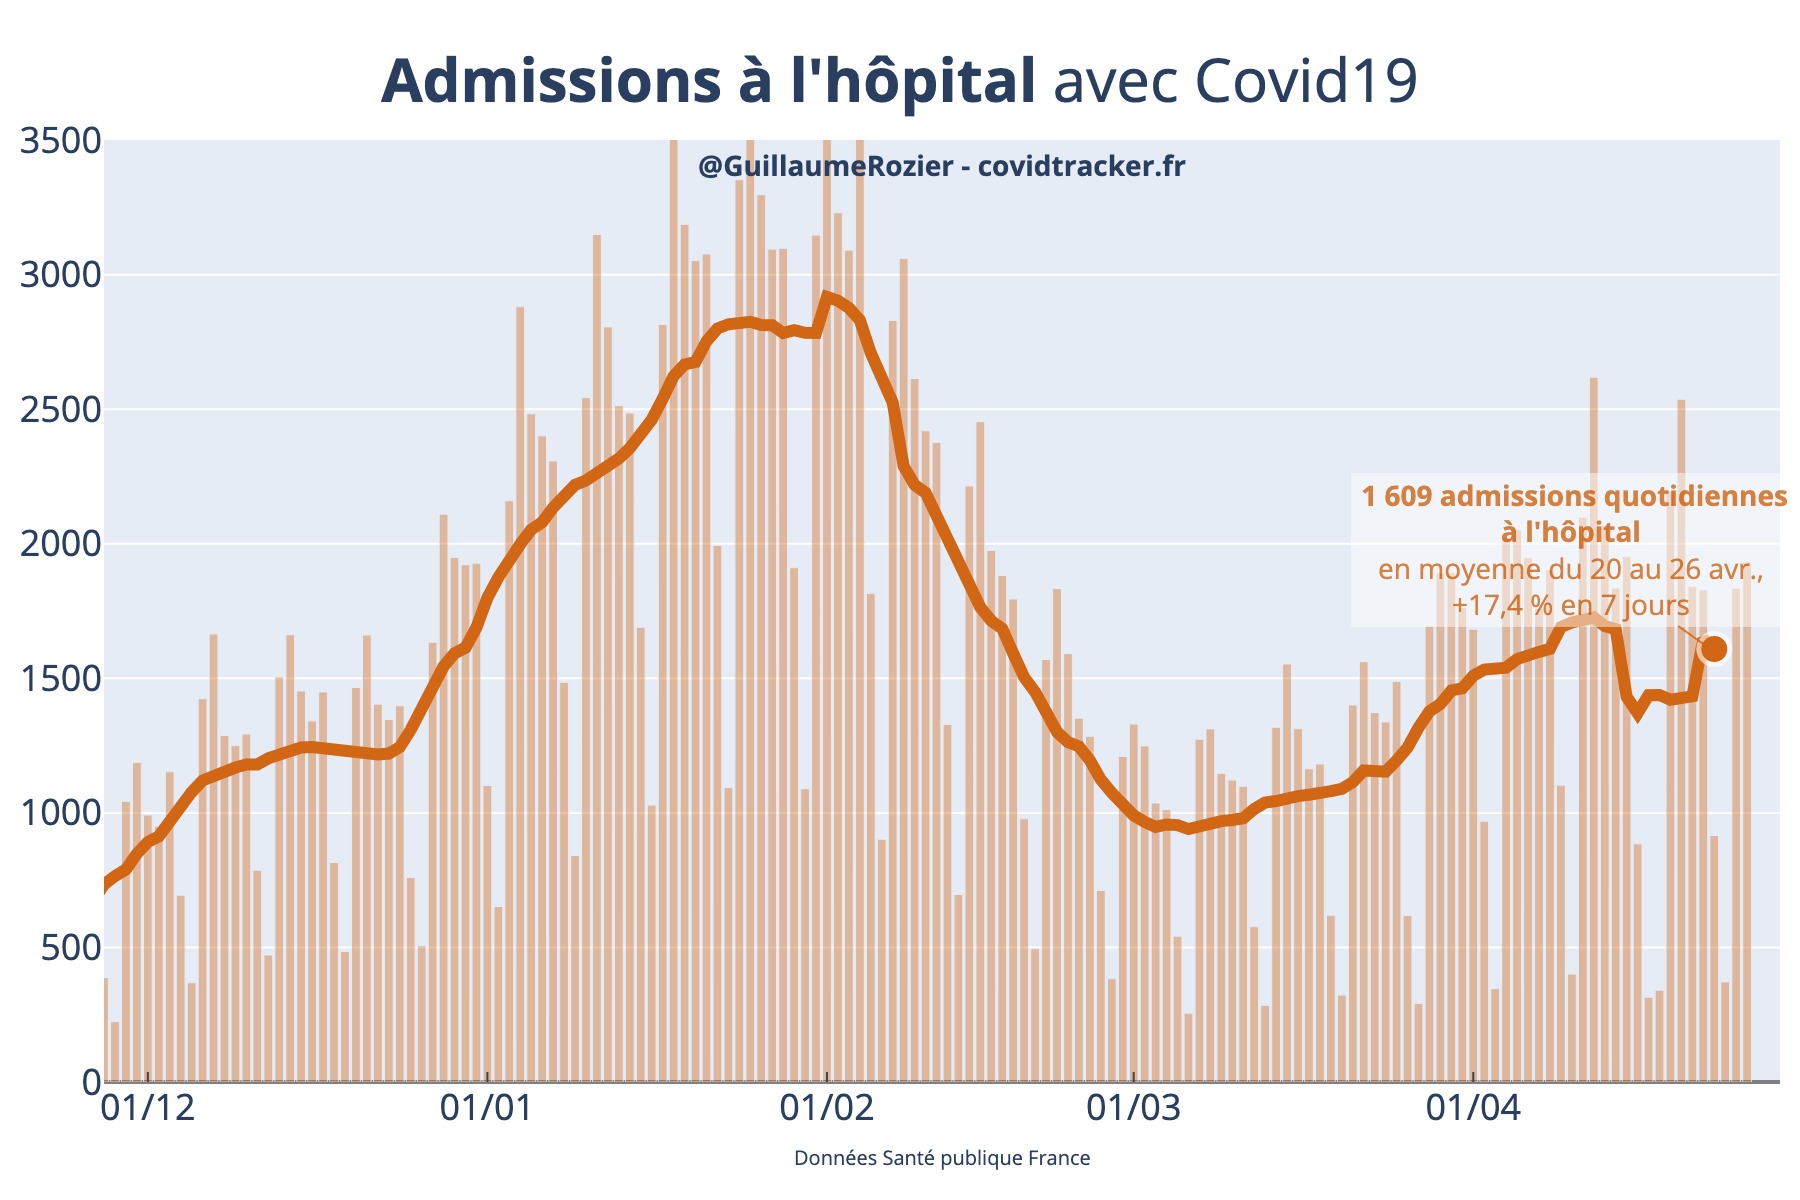 Admissions à l'hôpital avec Covid19
@GuillaumeRozier - covidtracker.fr
3500
3000
2500
2000
1500
1000
500
0
1 609 admissions quotidiennes
à l'hôpital
en moyenne du 20 au 26 avr.,
+17,4 % en 7 jours
01/12 01/01 01/02 01/03 01/04
Données Santé publique France